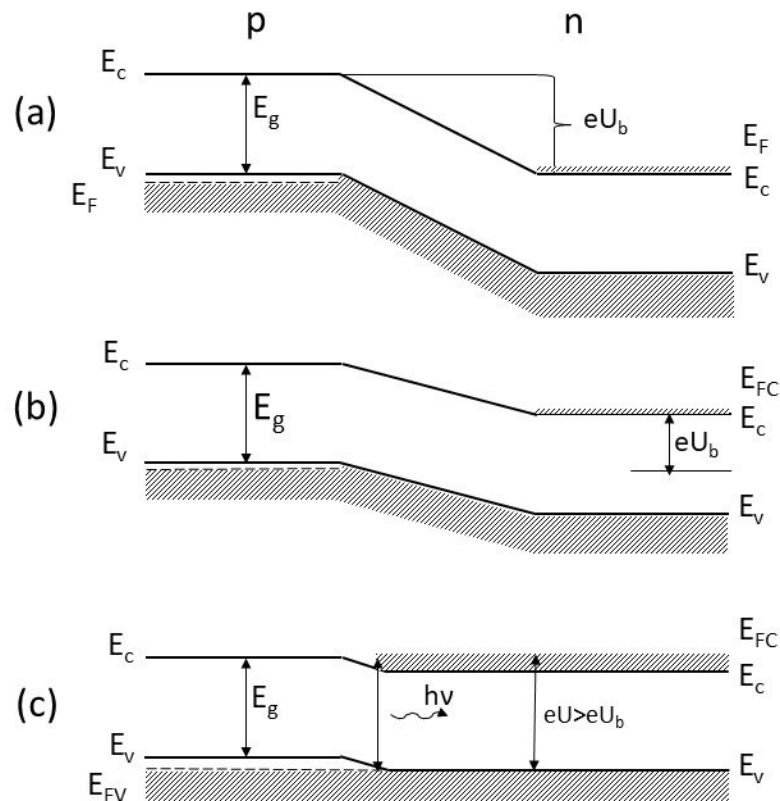 p n
E_c
(a) E_g eU_b
E_F
E_v E_c
E_F
E_v
E_c
E_FC
(b) E_g E_c
E_v eU_b
E_v
E_FC
E_c
E_c
(c) E_g hν eU>eU_b
E_v E_v
E_FV